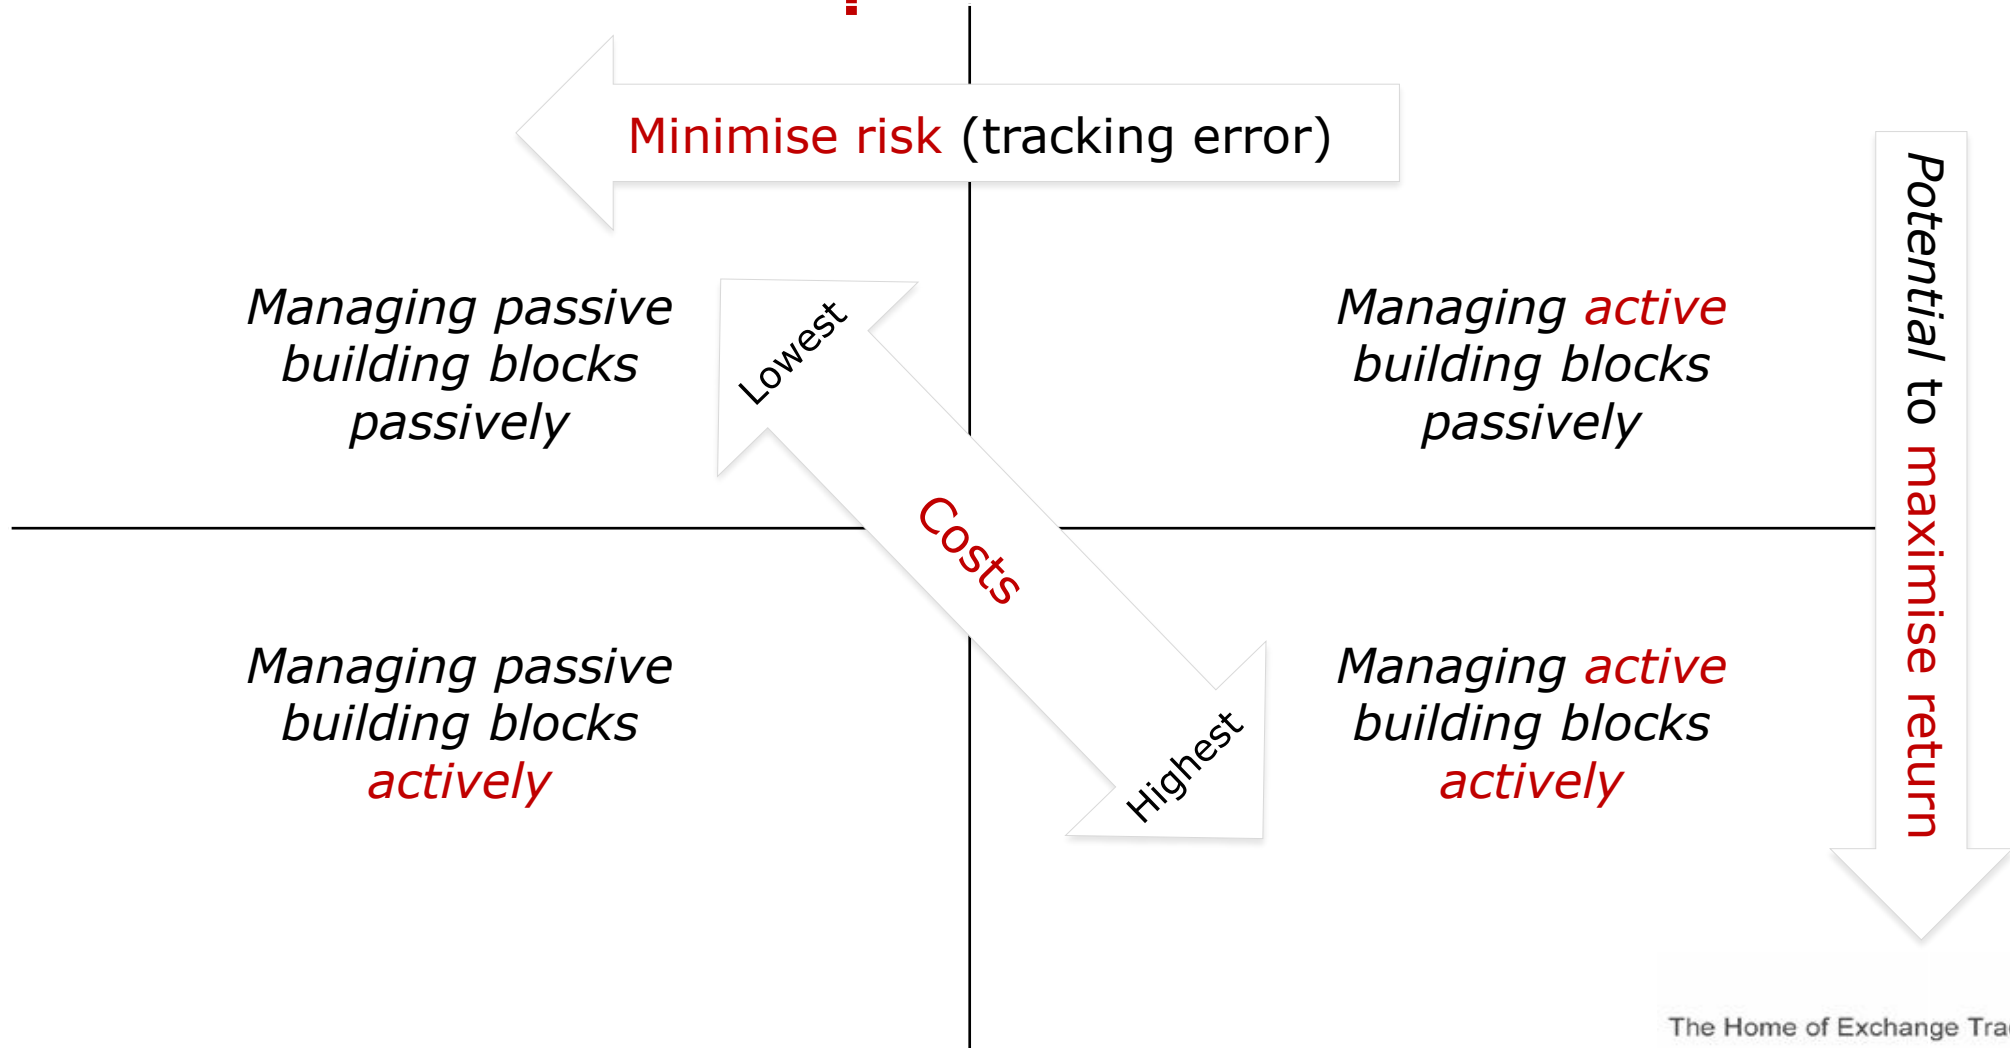 Minimise risk (tracking error)
Potential to maximise return
Managing passive
building blocks
passively
Lowest
Managing active
building blocks
passively
Costs
Managing passive
building blocks
actively
Highest
Managing active
building blocks
actively
The Home of Exchange